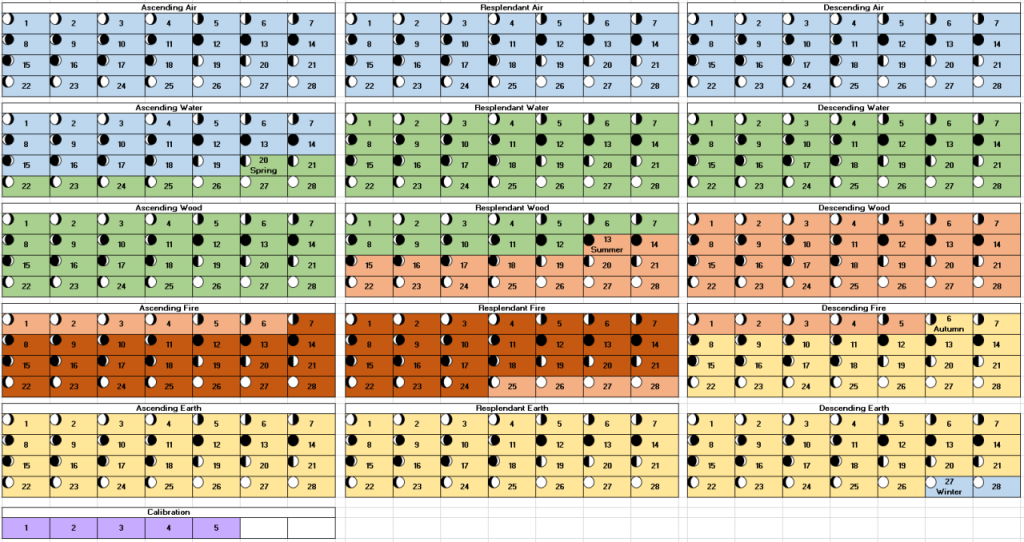 Ascending Air
1 2 3 4 5 6 7
8 9 10 11 12 13 14
15 16 17 18 19 20 21
22 23 24 25 26 27 28
Resplendant Air
1 2 3 4 5 6 7
8 9 10 11 12 13 14
15 16 17 18 19 20 21
22 23 24 25 26 27 28
Descending Air
1 2 3 4 5 6 7
8 9 10 11 12 13 14
15 16 17 18 19 20 21
22 23 24 25 26 27 28
Ascending Water
1 2 3 4 5 6 7
8 9 10 11 12 13 14
15 16 17 18 19 20 21
Spring
22 23 24 25 26 27 28
Resplendant Water
1 2 3 4 5 6 7
8 9 10 11 12 13 14
15 16 17 18 19 20 21
22 23 24 25 26 27 28
Descending Water
1 2 3 4 5 6 7
8 9 10 11 12 13 14
15 16 17 18 19 20 21
22 23 24 25 26 27 28
Ascending Wood
1 2 3 4 5 6 7
8 9 10 11 12 13 14
15 16 17 18 19 20 21
22 23 24 25 26 27 28
Resplendant Wood
1 2 3 4 5 6 7
8 9 10 11 12 13 14
Summer
15 16 17 18 19 20 21
22 23 24 25 26 27 28
Descending Wood
1 2 3 4 5 6 7
8 9 10 11 12 13 14
15 16 17 18 19 20 21
22 23 24 25 26 27 28
Ascending Fire
1 2 3 4 5 6 7
8 9 10 11 12 13 14
15 16 17 18 19 20 21
22 23 24 25 26 27 28
Resplendant Fire
1 2 3 4 5 6 7
8 9 10 11 12 13 14
15 16 17 18 19 20 21
22 23 24 25 26 27 28
Descending Fire
1 2 3 4 5 6 7
Autumn
8 9 10 11 12 13 14
15 16 17 18 19 20 21
22 23 24 25 26 27 28
Ascending Earth
1 2 3 4 5 6 7
8 9 10 11 12 13 14
15 16 17 18 19 20 21
22 23 24 25 26 27 28
Resplendant Earth
1 2 3 4 5 6 7
8 9 10 11 12 13 14
15 16 17 18 19 20 21
22 23 24 25 26 27 28
Descending Earth
1 2 3 4 5 6 7
8 9 10 11 12 13 14
15 16 17 18 19 20 21
22 23 24 25 26 27 28
Winter
Calibration
1 2 3 4 5